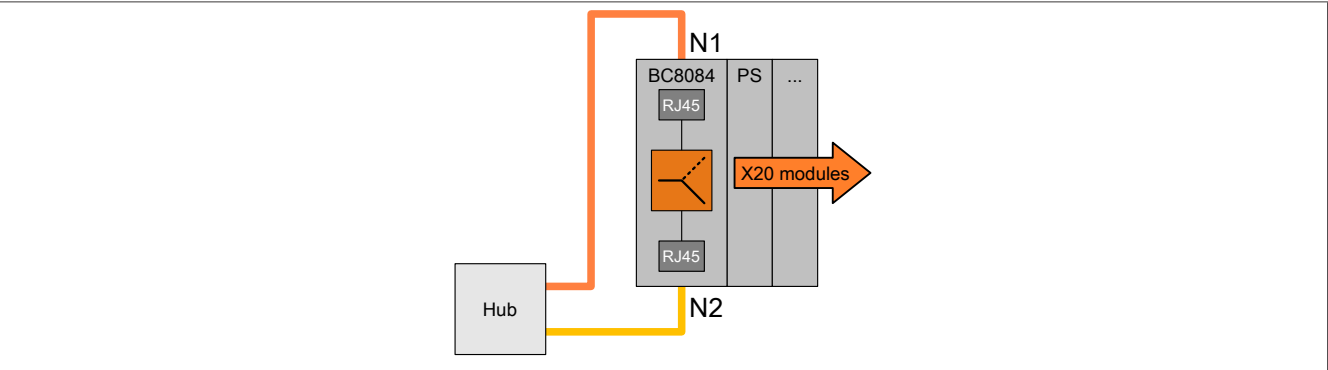 N1
BC8084 PS ...
RJ45
X20 modules
RJ45
Hub
N2